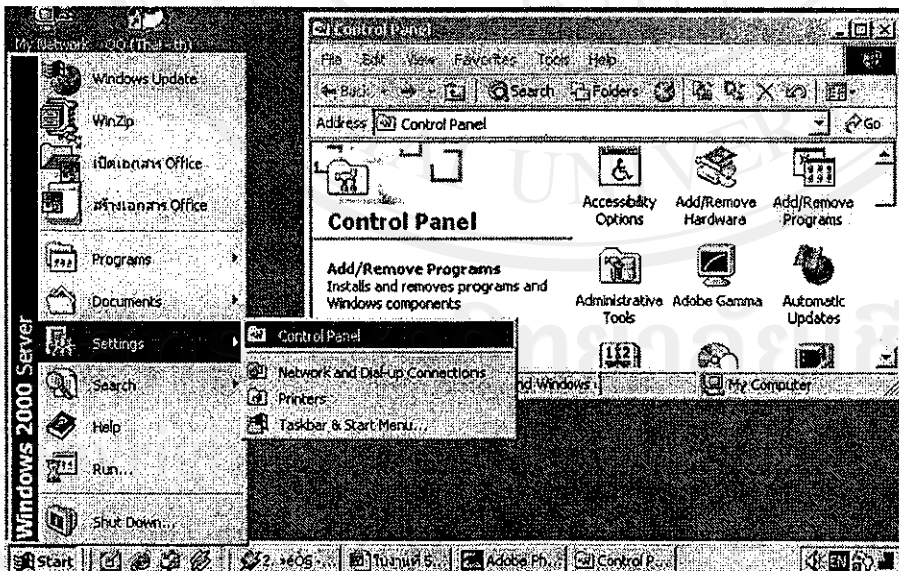 My Network
Windows Update
WinZip
เปิดเอกสาร Office
สร้างเอกสาร Office
Programs
Documents
Settings
Search
Help
Run...
Shut Down...
Windows 2000 Server
Control Panel
Network and Dial-up Connections
Printers
Taskbar & Start Menu...
Control Panel
File Edit View Favorites Tools Help
Back Search Folders
Address Control Panel Go
Control Panel
Add/Remove Programs
Installs and removes programs and
Windows components
Accessibility
Options
Add/Remove
Hardware
Add/Remove
Programs
Administrative
Tools
Adobe Gamma
Automatic
Updates
nd Windows
My Computer
UNIVER
Start
Adobe Ph...
Control P...
EN